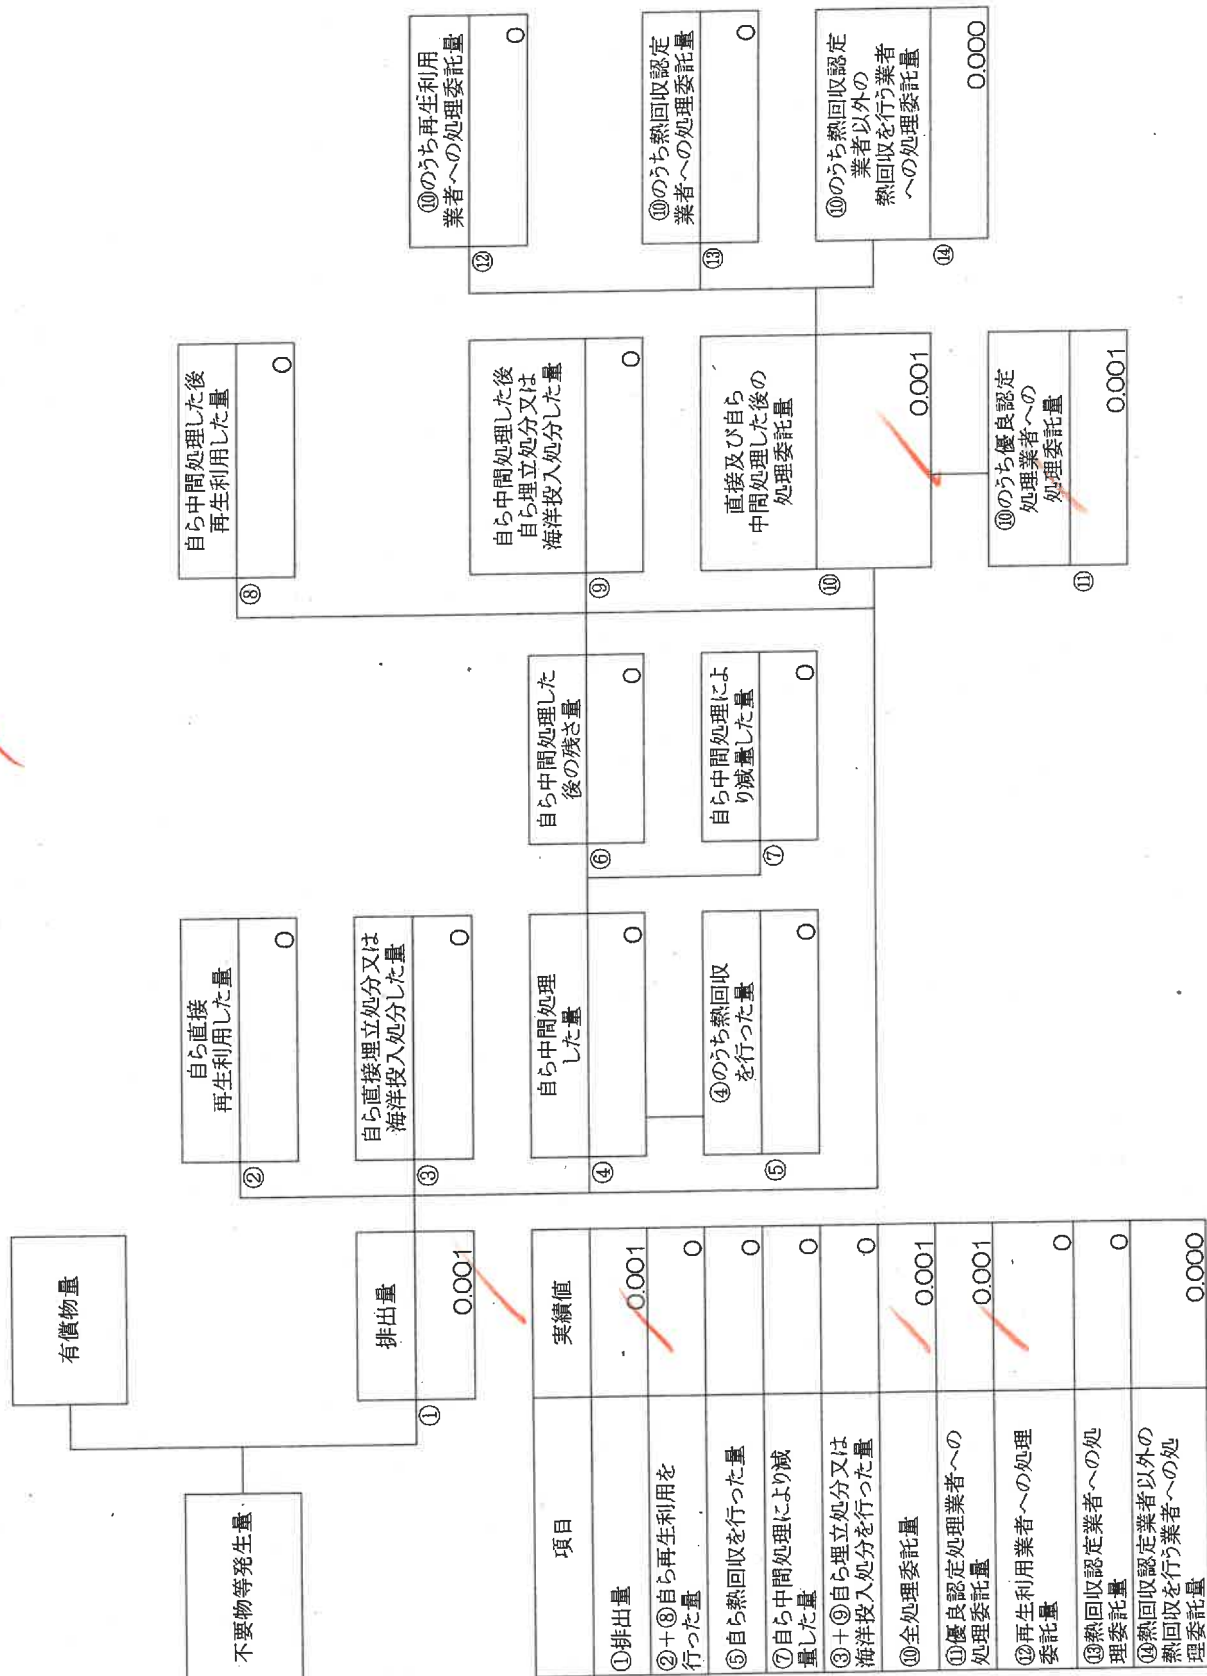 不要物等発生量
有償物量
排出量
①
0.001
自ら直接
再生利用した量
②
0
自ら直接埋立処分又は
海洋投入処分した量
③
0
自ら中間処理
した量
④
0
④のうち熱回収
を行った量
⑤
0
自ら中間処理した
後の残さ量
⑥
0
自ら中間処理によ
り減量した量
⑦
0
自ら中間処理した後
再生利用した量
⑧
0
自ら中間処理した後
自ら埋立処分又は
海洋投入処分した量
⑨
0
直接及び自ら
中間処理した後の
処理委託量
⑩
0.001
⑩のうち優良認定
処理業者への
処理委託量
⑪
0.001
⑩のうち再生利用
業者への処理委託量
⑫
0
⑩のうち熱回収認定
業者への処理委託量
⑬
0
⑩のうち熱回収認定
業者以外の
熱回収を行う業者
への処理委託量
⑭
0.000
項目
実績値
①排出量
0.001
②+⑧自ら再生利用を
行った量
0
⑤自ら熱回収を行った量
0
⑦自ら中間処理により減
量した量
0
③+⑨自ら埋立処分又は
海洋投入処分を行った量
0
⑩全処理委託量
0.001
⑪優良認定処理業者への
処理委託量
0.001
⑫再生利用業者への処理
委託量
0
⑬熱回収認定業者への処
理委託量
0
⑭熱回収認定業者以外の
熱回収を行う業者への処
理委託量
0.000